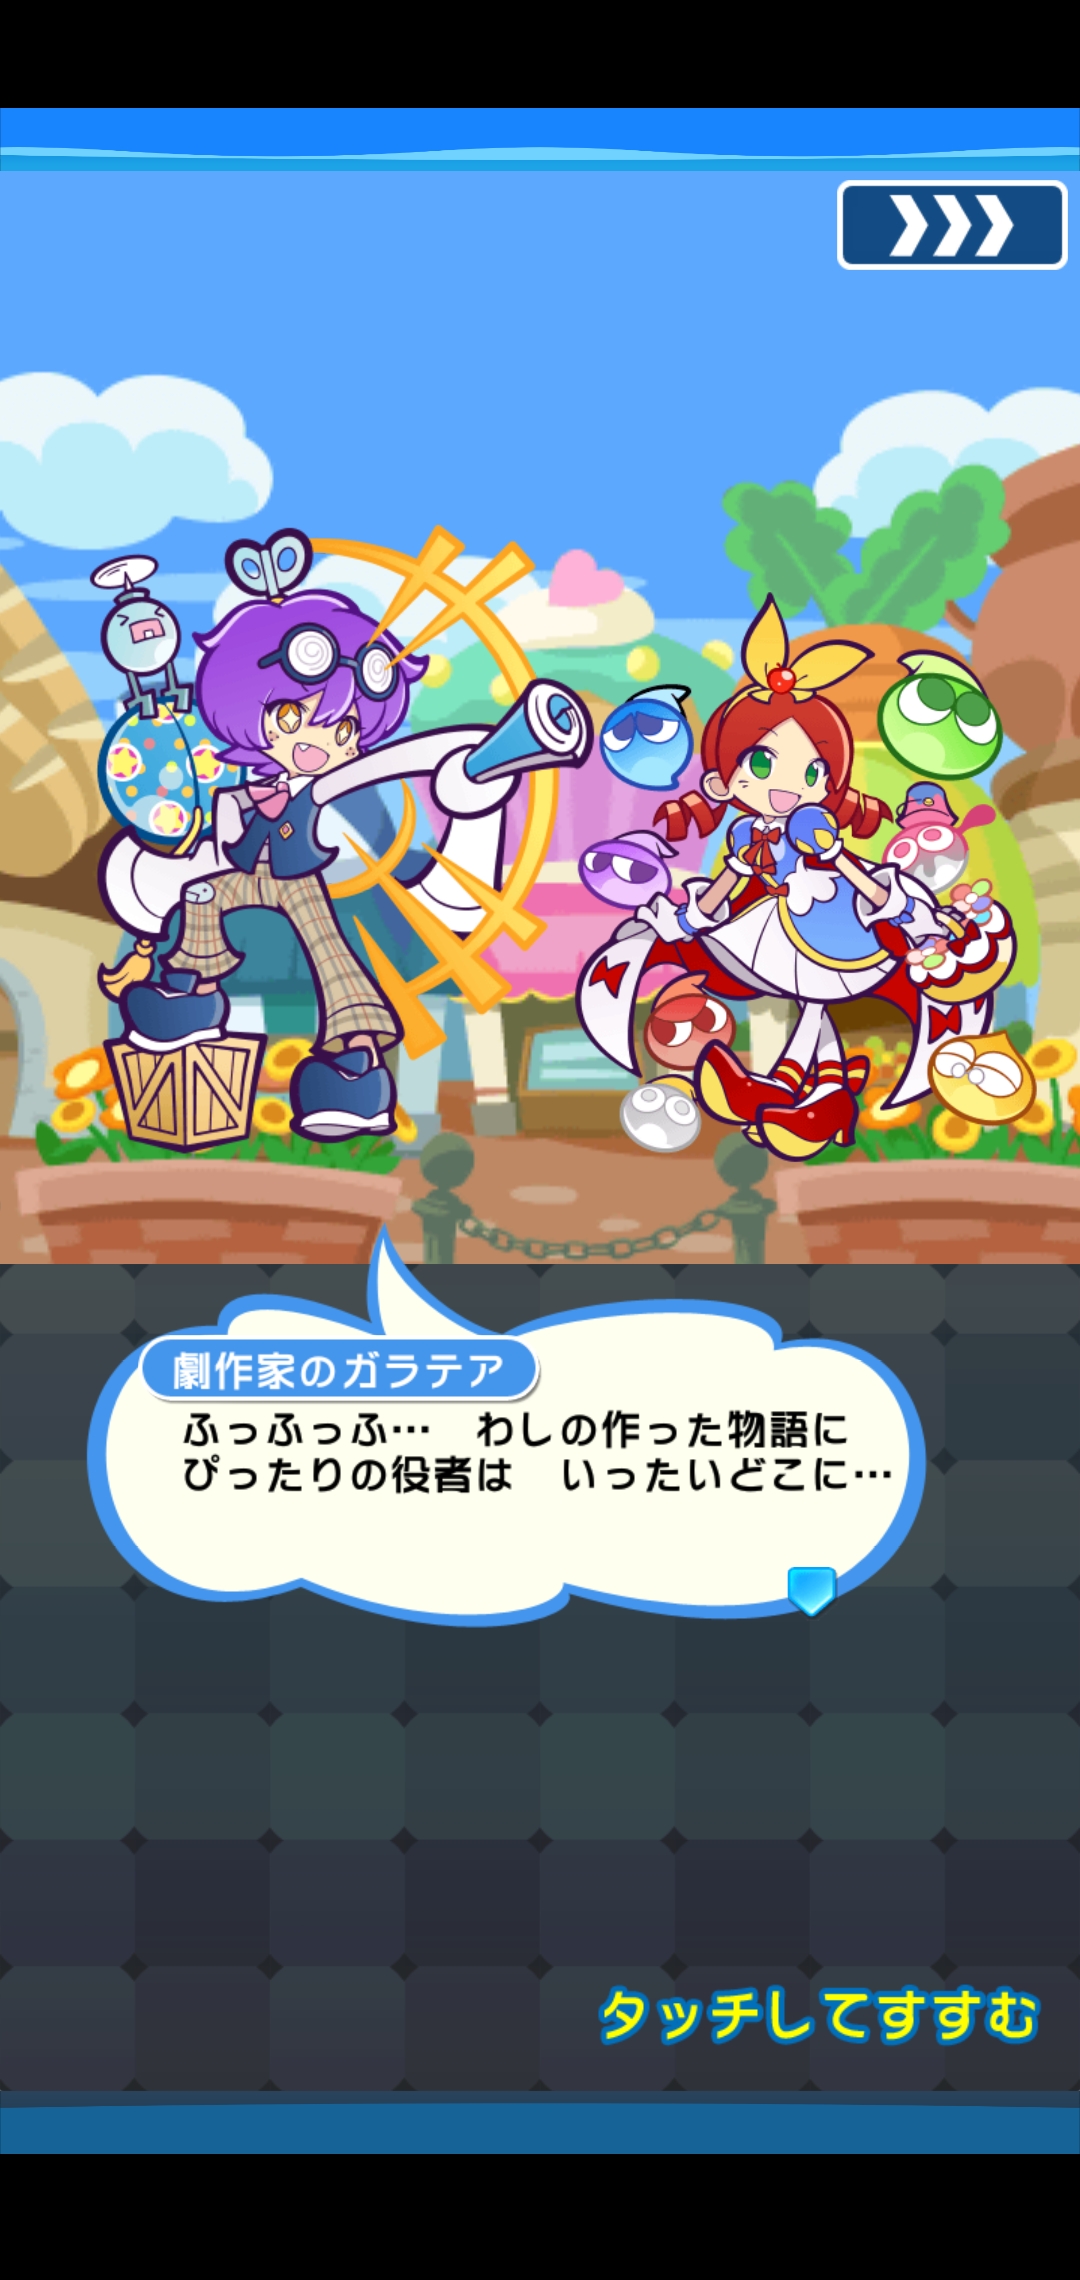 劇作家のガラテア
ふっふっふ…　わしの作った物語に
ぴったりの役者は　いったいどこに…
タッチしてすすむ